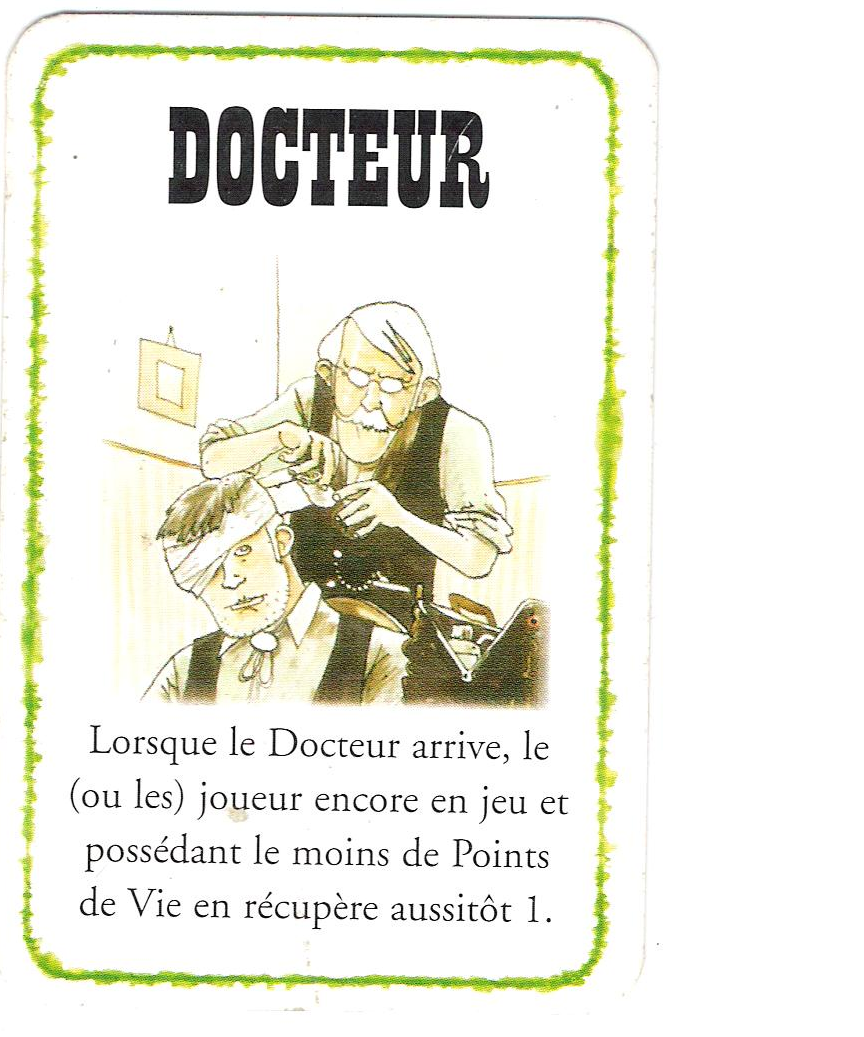 DOCTEUR
Lorsque le Docteur arrive, le
(ou les) joueur encore en jeu et
possédant le moins de Points
de Vie en récupère aussitôt 1.